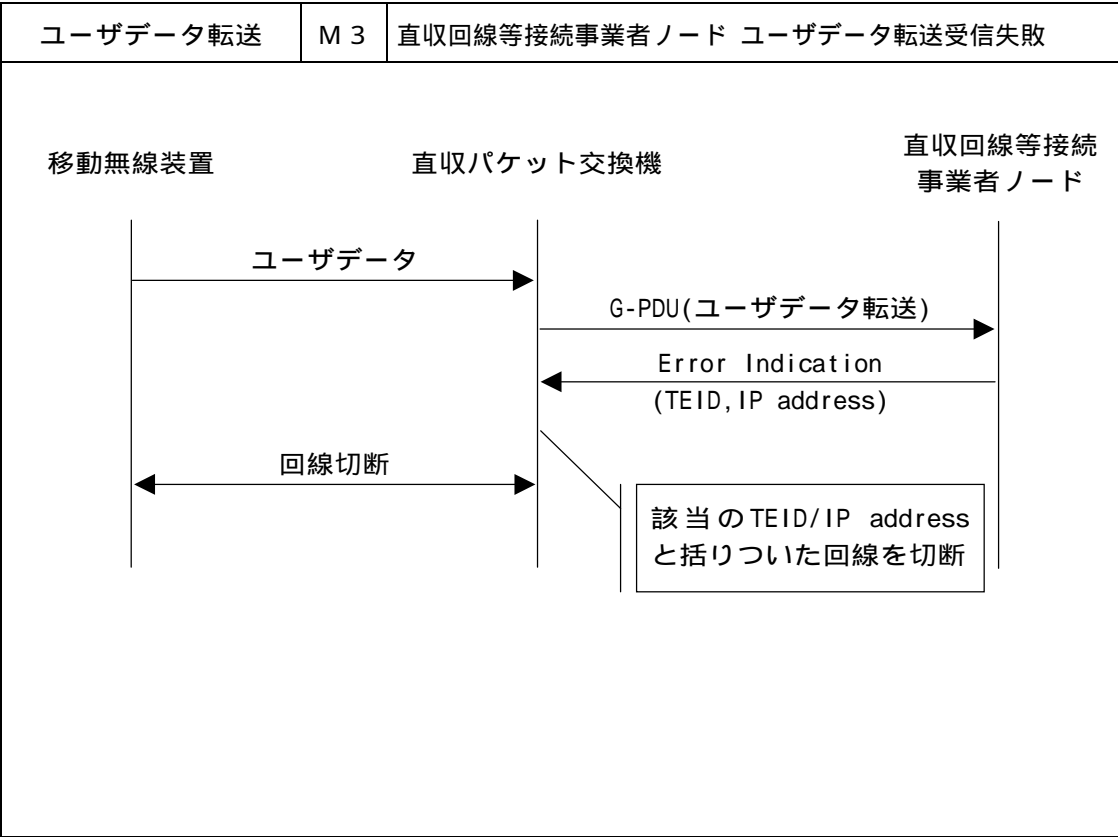 ユーザデータ転送
M３
直収回線等接続事業者ノード ユーザデータ転送受信失敗
移動無線装置
直収パケット交換機
直収回線等接続
事業者ノード
ユーザデータ
G-PDU(ユーザデータ転送)
Error Indication
(TEID,IP address)
回線切断
該当のTEID/IP address
と括りついた回線を切断